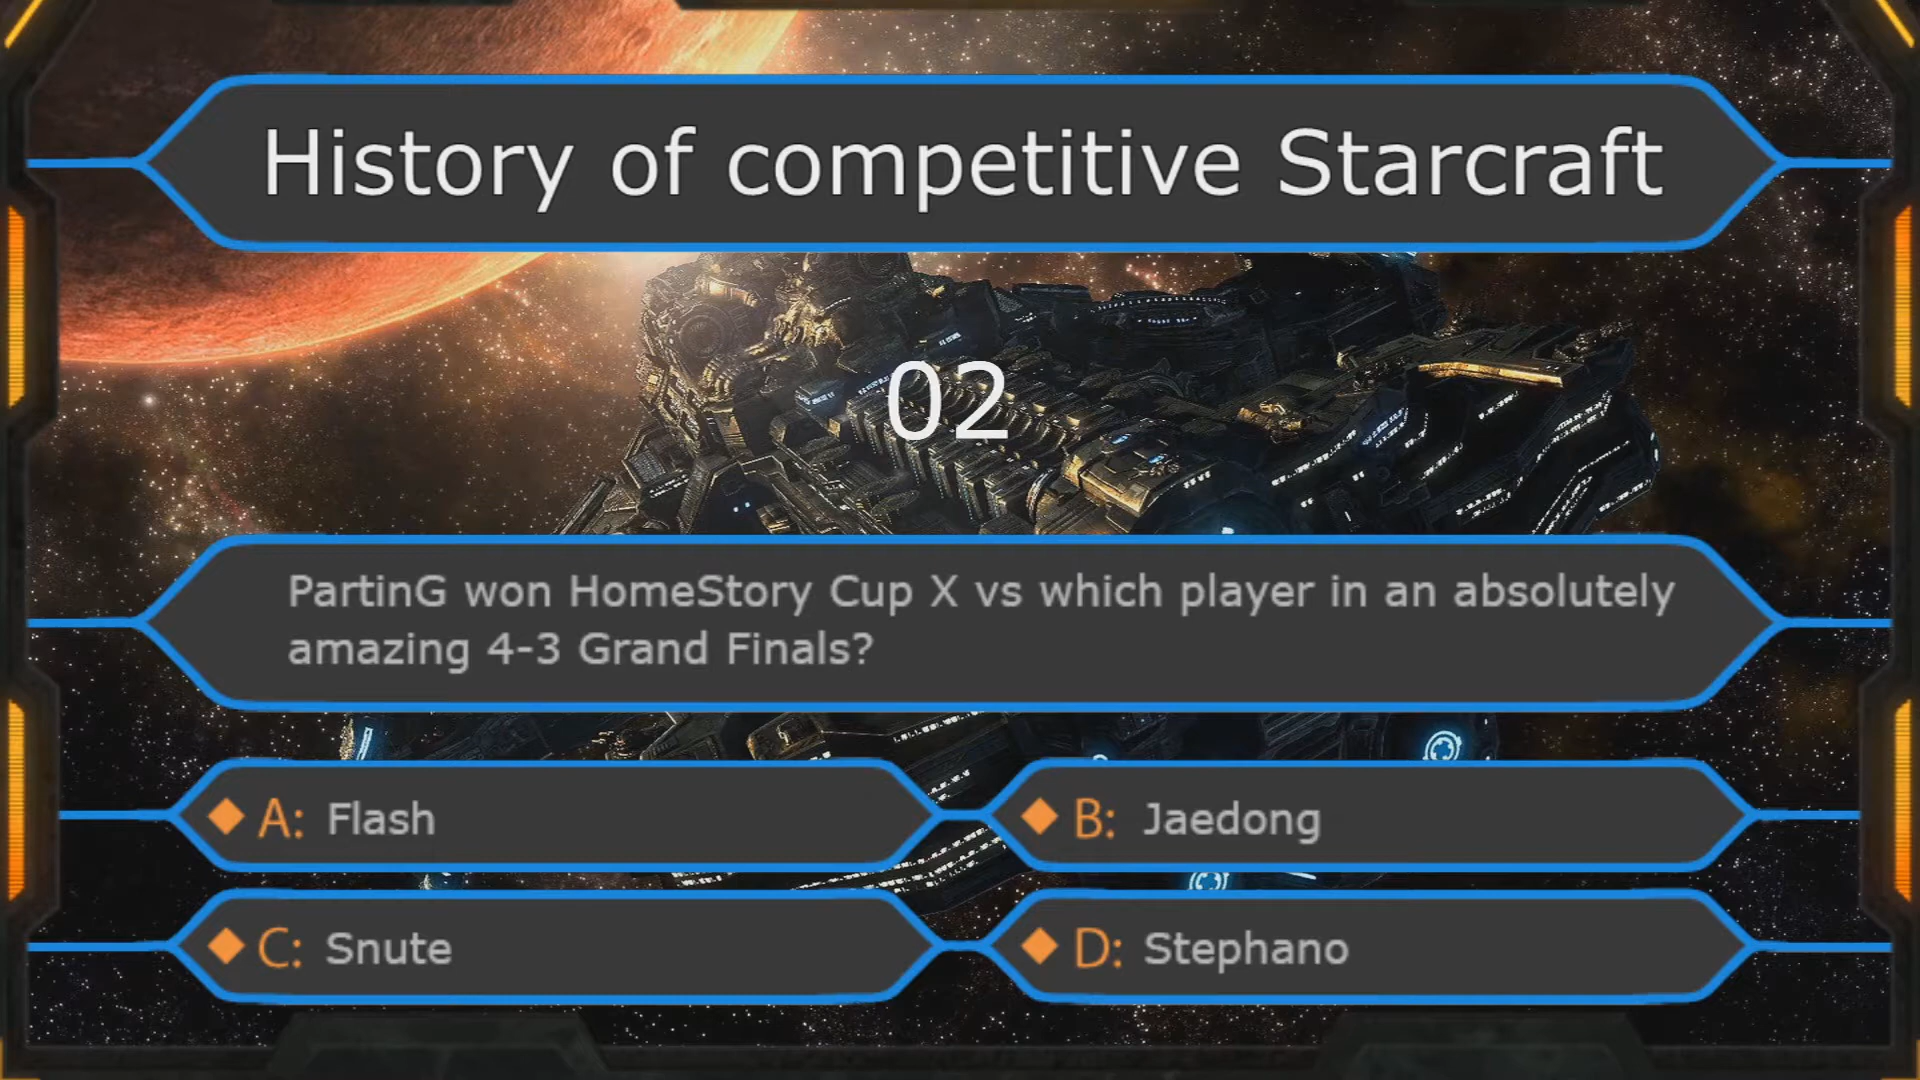 History of competitive Starcraft
02
PartinG won HomeStory Cup X vs which player in an absolutely
amazing 4-3 Grand Finals?
A: Flash
B: Jaedong
C: Snute
D: Stephano